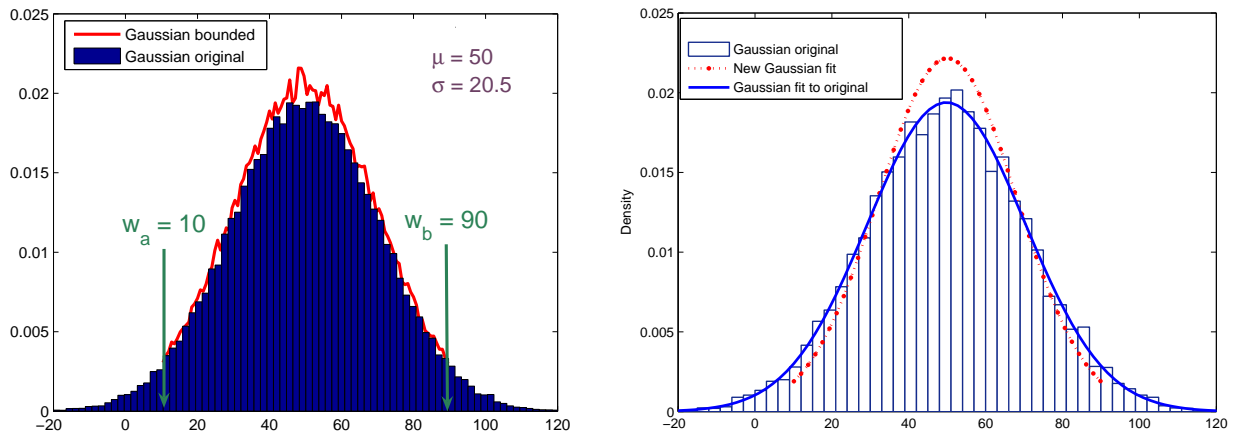 0.025
0.02
0.015
0.01
0.005
0
−20 0 20 40 60 80 100 120
Gaussian bounded
Gaussian original
μ = 50
σ = 20.5
w_a = 10
w_b = 90
0.025
0.02
0.015
0.01
0.005
0
−20 0 20 40 60 80 100 120
Density
Gaussian original
New Gaussian fit
Gaussian fit to original